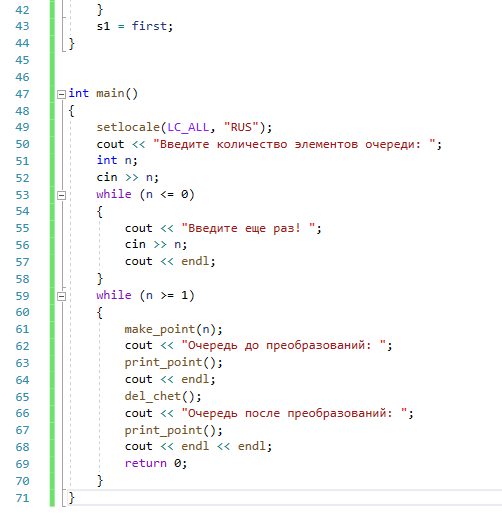 42 }
43 s1 = first;
44 }
45
46
47 int main()
48 {
49 setlocale(LC_ALL, "RUS");
50 cout << "Введите количество элементов очереди: ";
51 int n;
52 cin >> n;
53 while (n <= 0)
54 {
55 cout << "Введите еще раз! ";
56 cin >> n;
57 cout << endl;
58 }
59 while (n >= 1)
60 {
61 make_point(n);
62 cout << "Очередь до преобразований: ";
63 print_point();
64 cout << endl;
65 del_chet();
66 cout << "Очередь после преобразований: ";
67 print_point();
68 cout << endl << endl;
69 return 0;
70 }
71 }